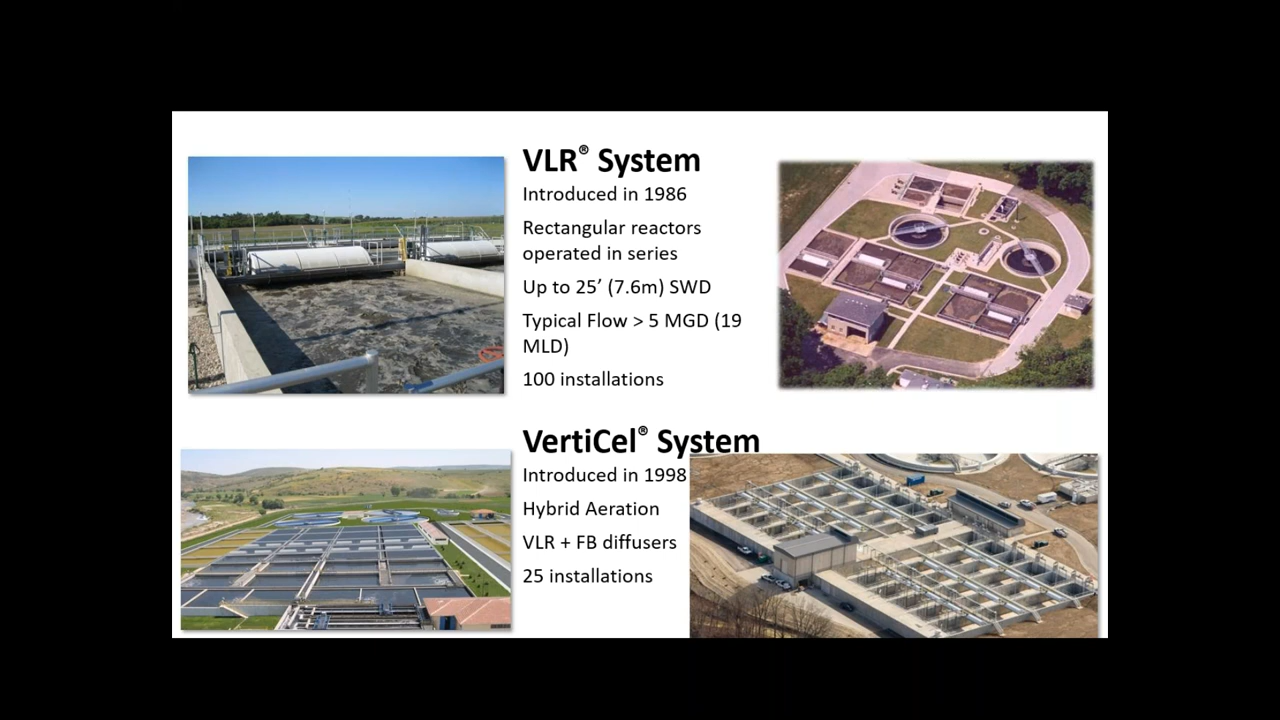 VLR® System
Introduced in 1986
Rectangular reactors
operated in series
Up to 25’ (7.6m) SWD
Typical Flow > 5 MGD (19
MLD)
100 installations
VertiCel® System
Introduced in 1998
Hybrid Aeration
VLR + FB diffusers
25 installations